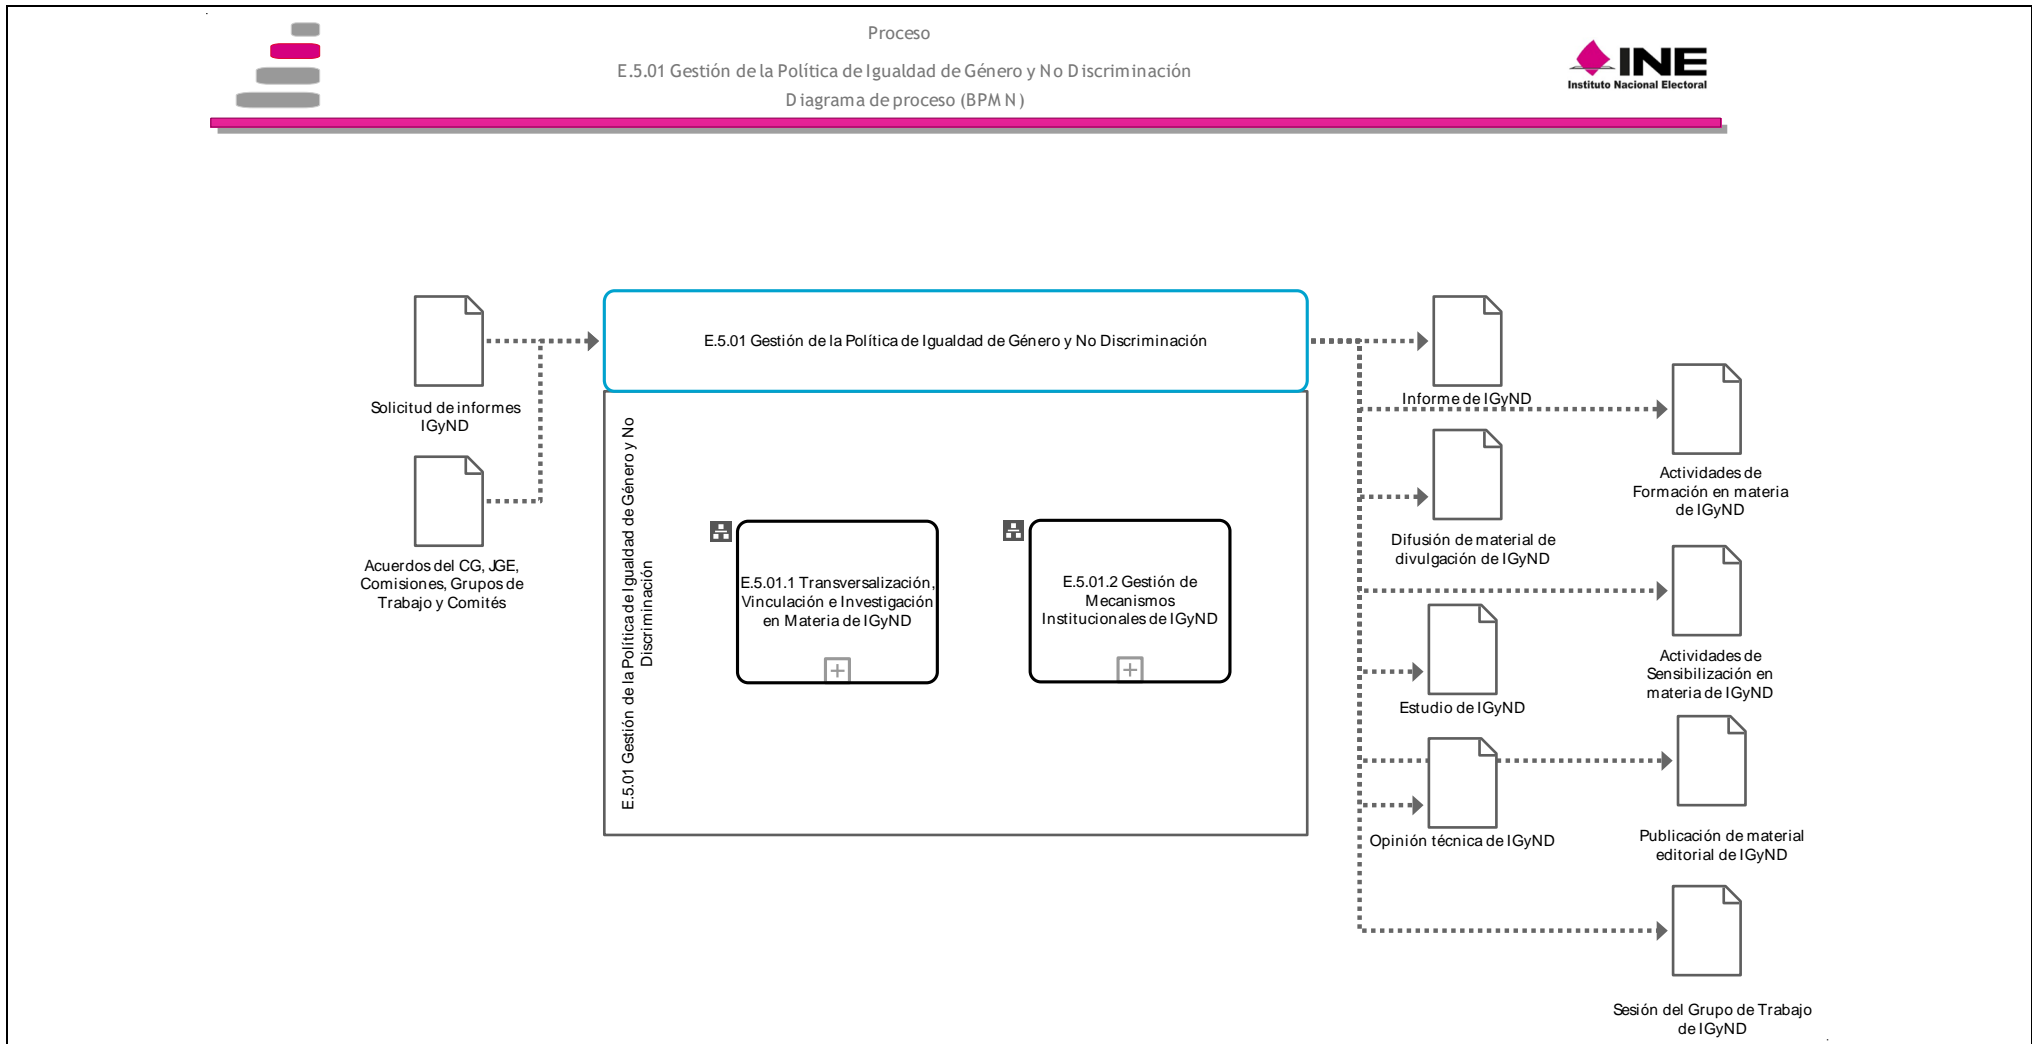 Proceso
E.5.01 Gestión de la Política de Igualdad de Género y No Discriminación
Diagrama de proceso (BPMN)
INE
Instituto Nacional Electoral
Solicitud de informes
IGyND
Acuerdos del CG, JGE,
Comisiones, Grupos de
Trabajo y Comités
E.5.01 Gestión de la Política de Igualdad de Género y No Discriminación
E.5.01 Gestión de la Política de Igualdad de Género y No
Discriminación
E.5.01.1 Transversalización,
Vinculación e Investigación
en Materia de IGyND
E.5.01.2 Gestión de
Mecanismos
Institucionales de IGyND
Informe de IGyND
Actividades de
Formación en materia
de IGyND
Difusión de material de
divulgación de IGyND
Actividades de
Sensibilización en
materia de IGyND
Estudio de IGyND
Opinión técnica de IGyND
Publicación de material
editorial de IGyND
Sesión del Grupo de Trabajo
de IGyND